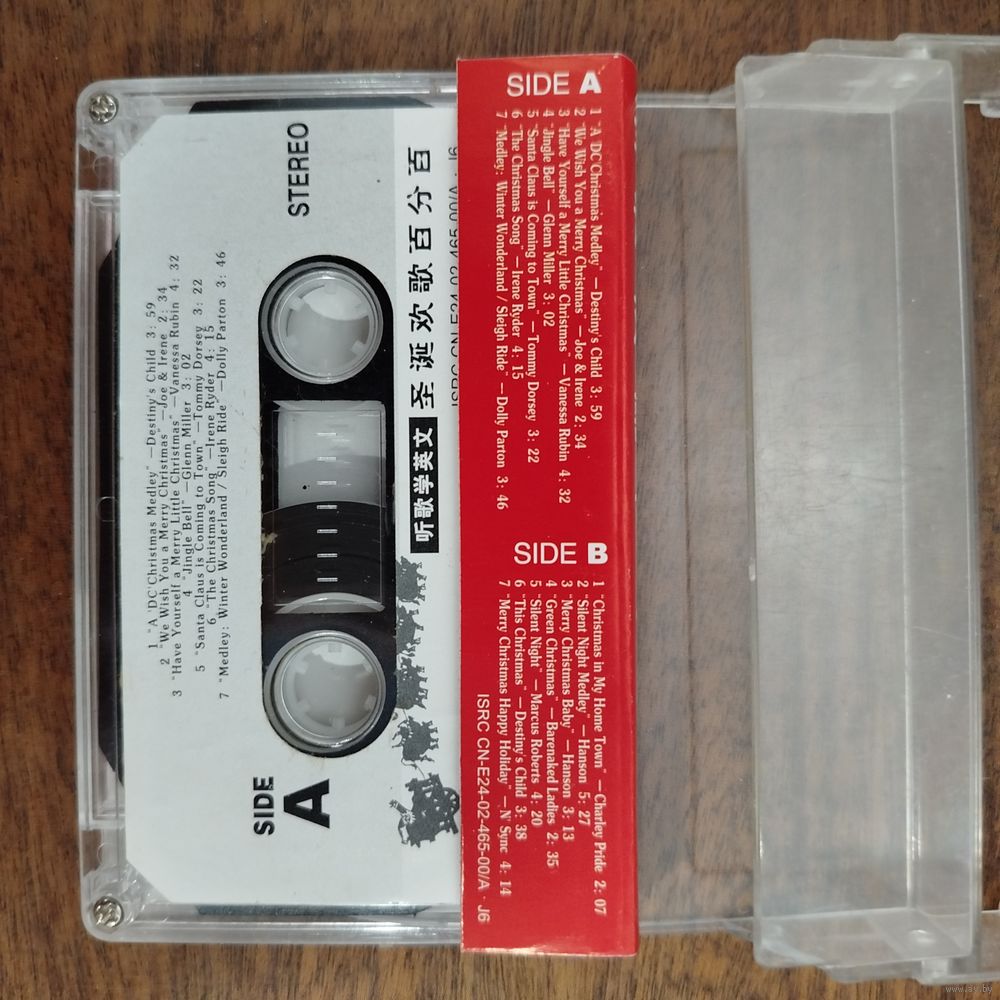 SIDE A
1 "A 'DC' Christmas Medley" —Destiny's Child 3: 59
2 "We Wish You a Merry Christmas" —Joe & Irene 2: 34
3 "Have Yourself a Merry Little Christmas" —Vanessa Rubin 4: 32
4 "Jingle Bell" —Glenn Miller 3: 02
5 "Santa Claus is Coming to Town" —Tommy Dorsey 3: 22
6 "The Christmas Song" —Irene Ryder 4: 15
7 "Medley: Winter Wonderland / Sleigh Ride" —Dolly Parton 3: 46
SIDE B
1 "Christmas in My Home Town" —Charley Pride 2: 07
2 "Silent Night Medley" —Hanson 5: 27
3 "Merry Christmas Baby" —Hanson 3: 13
4 "Green Christmas" —Barenaked Ladies 2: 35
5 "Silent Night" —Marcus Roberts 4: 20
6 "This Christmas" —Destiny's Child 3: 38
7 "Merry Christmas Happy Holiday" —N' Sync 4: 14
ISRC CN-E24-02-465-00/A · J6
听歌学英文 圣诞欢歌百分百
ISRC CN-E24-02-465-00/A · J6
SIDE
A
STEREO
1 "A 'DC' Christmas Medley" —Destiny's Child 3: 59
2 "We Wish You a Merry Christmas" —Joe & Irene 2: 34
3 "Have Yourself a Merry Little Christmas" —Vanessa Rubin 4: 32
4 "Jingle Bell" —Glenn Miller 3: 02
5 "Santa Claus is Coming to Town" —Tommy Dorsey 3: 22
6 "The Christmas Song" —Irene Ryder 4: 15
7 "Medley: Winter Wonderland / Sleigh Ride" —Dolly Parton 3: 46
www.ay.by